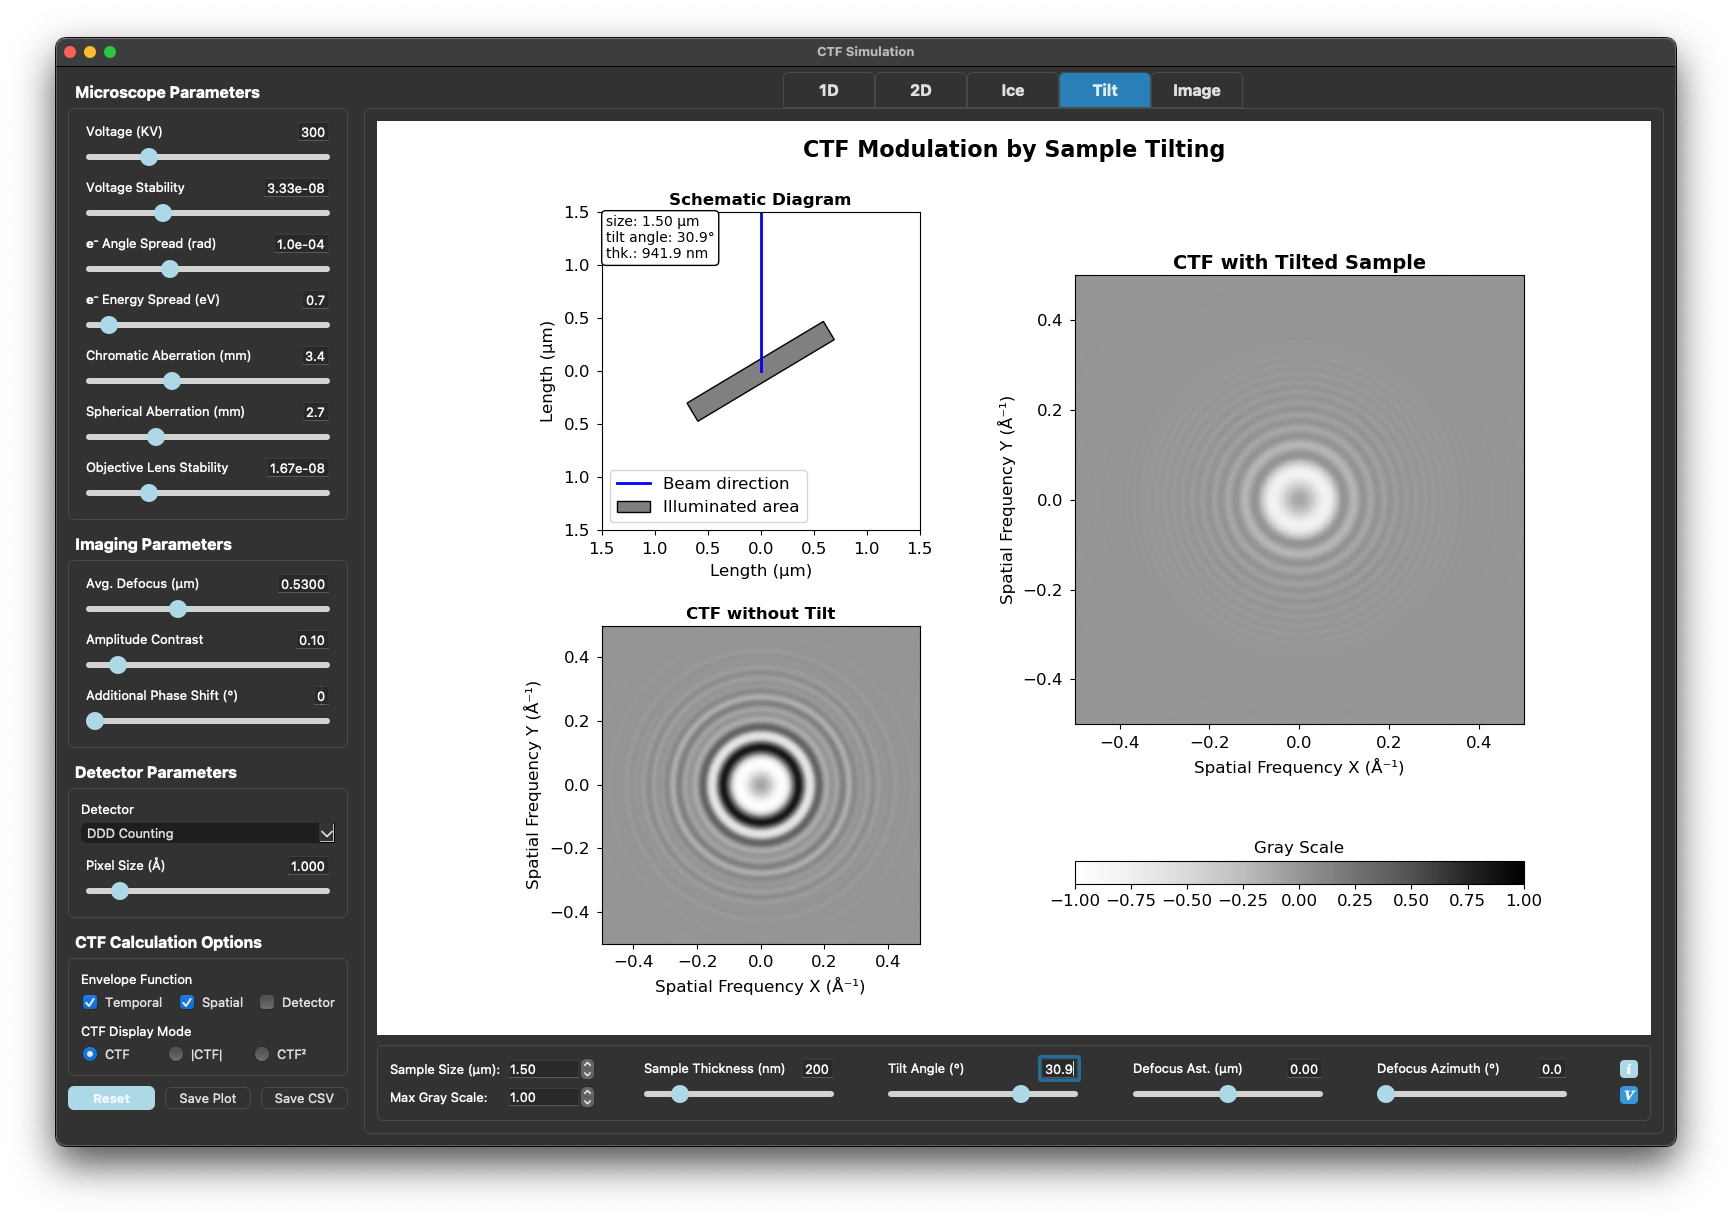 CTF Simulation
Microscope Parameters
Voltage (KV) 300
Voltage Stability 3.33e-08
e⁻ Angle Spread (rad) 1.0e-04
e⁻ Energy Spread (eV) 0.7
Chromatic Aberration (mm) 3.4
Spherical Aberration (mm) 2.7
Objective Lens Stability 1.67e-08
Imaging Parameters
Avg. Defocus (µm) 0.5300
Amplitude Contrast 0.10
Additional Phase Shift (°) 0
Detector Parameters
Detector
DDD Counting
Pixel Size (Å) 1.000
CTF Calculation Options
Envelope Function
Temporal Spatial Detector
CTF Display Mode
CTF |CTF| CTF²
Reset Save Plot Save CSV
1D 2D Ice Tilt Image
CTF Modulation by Sample Tilting
Schematic Diagram
size: 1.50 µm
tilt angle: 30.9°
thk.: 941.9 nm
1.5
1.0
0.5
0.0
0.5
1.0
1.5
Length (µm)
Beam direction
Illuminated area
1.5 1.0 0.5 0.0 0.5 1.0 1.5
Length (µm)
CTF without Tilt
0.4
0.2
0.0
−0.2
−0.4
Spatial Frequency Y (Å⁻¹)
−0.4 −0.2 0.0 0.2 0.4
Spatial Frequency X (Å⁻¹)
CTF with Tilted Sample
0.4
0.2
0.0
−0.2
−0.4
Spatial Frequency Y (Å⁻¹)
−0.4 −0.2 0.0 0.2 0.4
Spatial Frequency X (Å⁻¹)
Gray Scale
−1.00 −0.75 −0.50 −0.25 0.00 0.25 0.50 0.75 1.00
Sample Size (µm): 1.50
Max Gray Scale: 1.00
Sample Thickness (nm) 200
Tilt Angle (°) 30.9
Defocus Ast. (µm) 0.00
Defocus Azimuth (°) 0.0
i
V